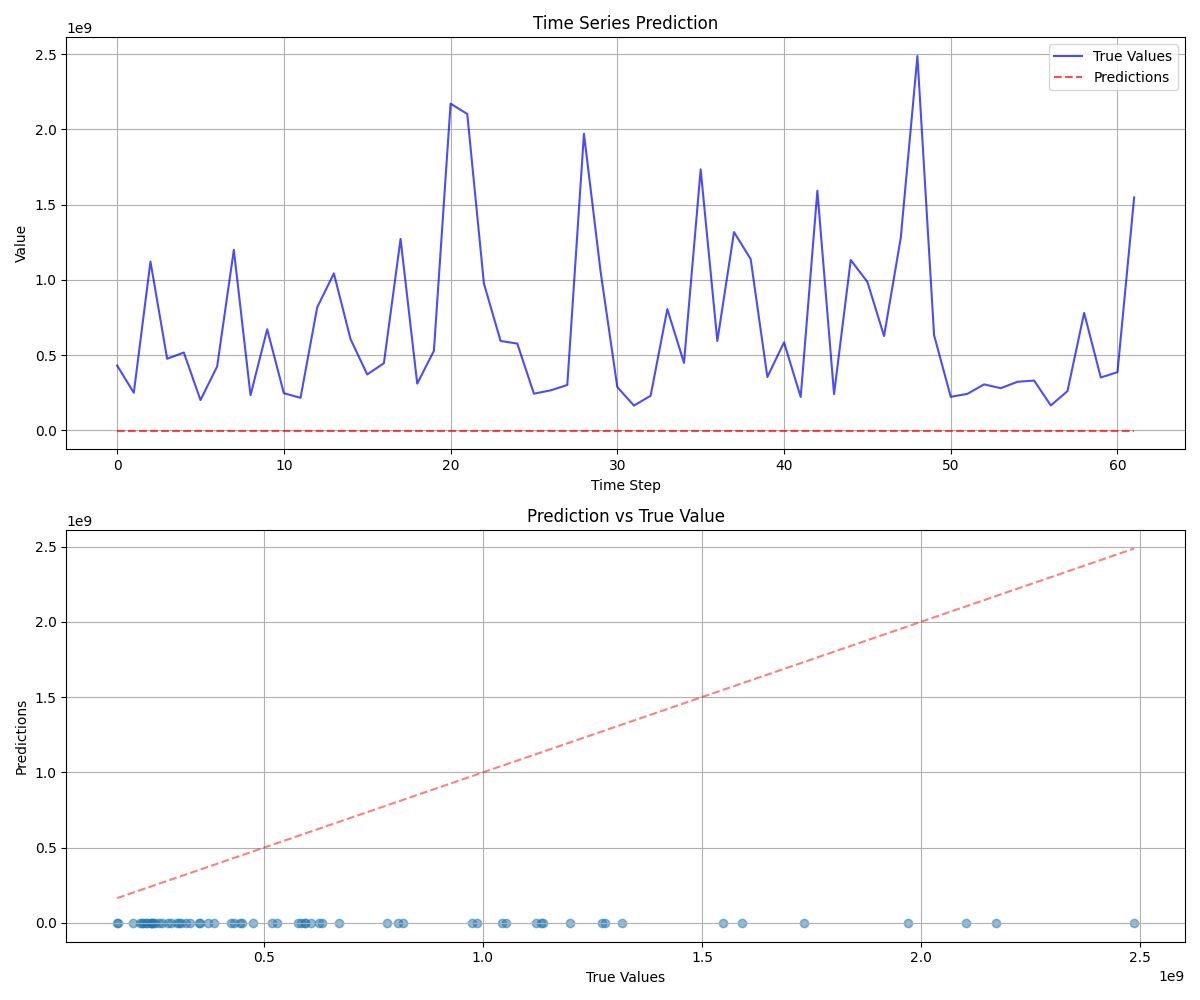 Time Series Prediction
1e9
2.5
2.0
1.5
1.0
0.5
0.0
Value
True Values
Predictions
0 10 20 30 40 50 60
Time Step
Prediction vs True Value
1e9
2.5
2.0
1.5
1.0
0.5
0.0
Predictions
0.5 1.0 1.5 2.0 2.5
1e9
True Values